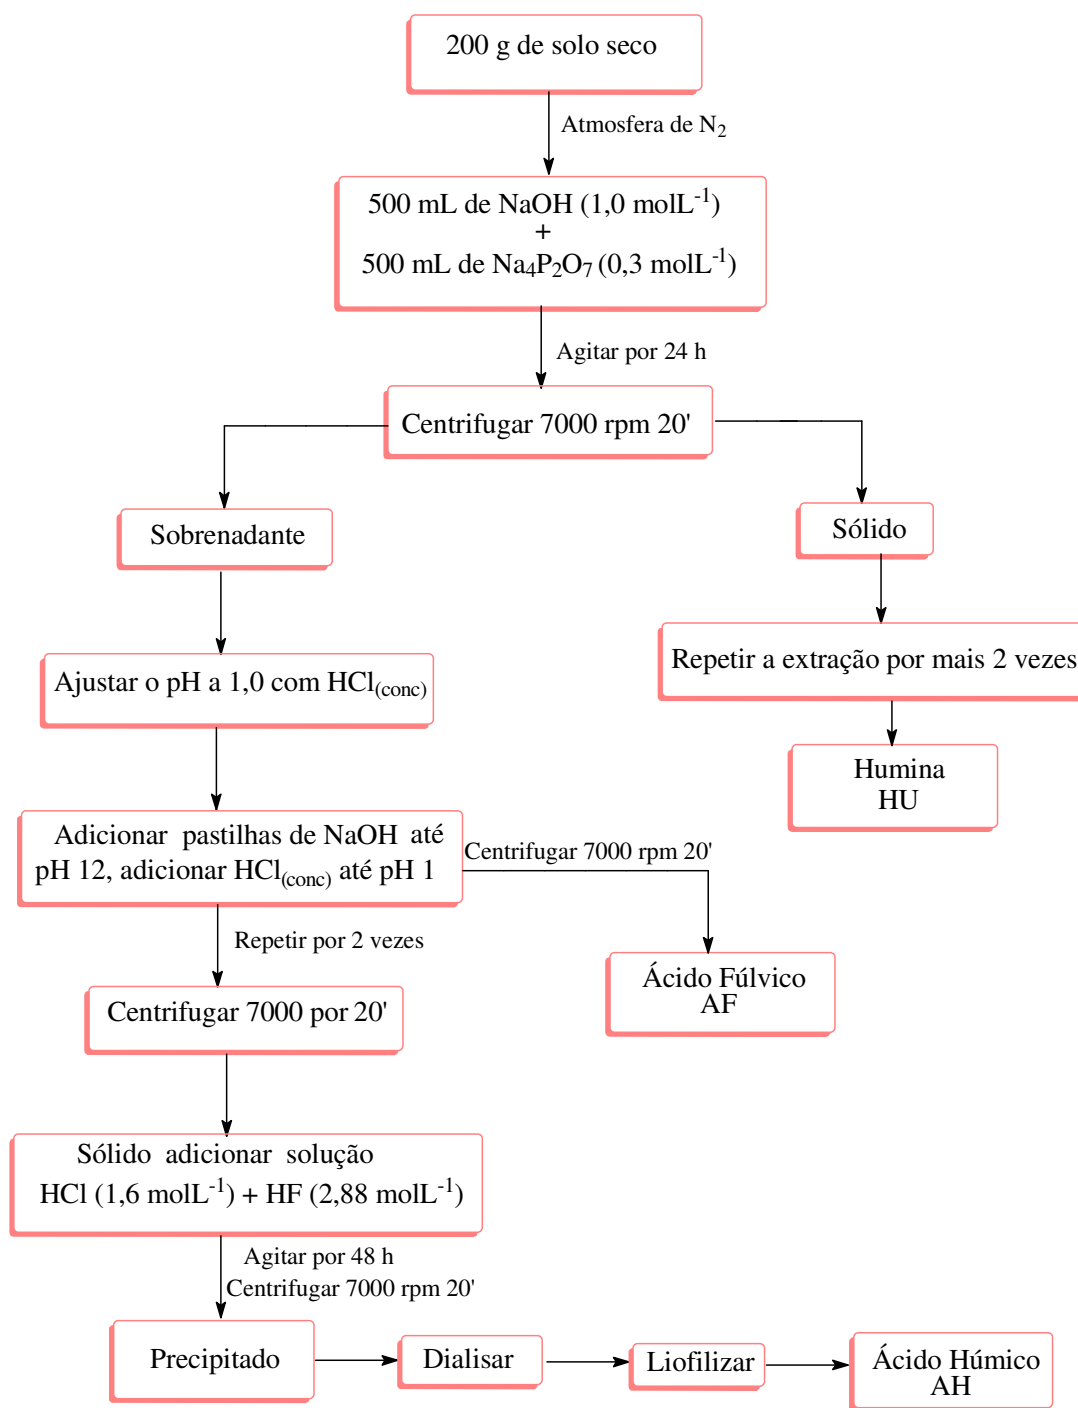 200 g de solo seco
Atmosfera de N₂
500 mL de NaOH (1,0 molL⁻¹)
+
500 mL de Na₄P₂O₇ (0,3 molL⁻¹)
Agitar por 24 h
Centrifugar 7000 rpm 20'
Sobrenadante
Sólido
Ajustar o pH a 1,0 com HCl₍conc₎
Repetir a extração por mais 2 vezes
Humina
HU
Adicionar pastilhas de NaOH até
pH 12, adicionar HCl₍conc₎ até pH 1
Centrifugar 7000 rpm 20'
Repetir por 2 vezes
Ácido Fúlvico
AF
Centrifugar 7000 por 20'
Sólido adicionar solução
HCl (1,6 molL⁻¹) + HF (2,88 molL⁻¹)
Agitar por 48 h
Centrifugar 7000 rpm 20'
Precipitado
Dialisar
Liofilizar
Ácido Húmico
AH